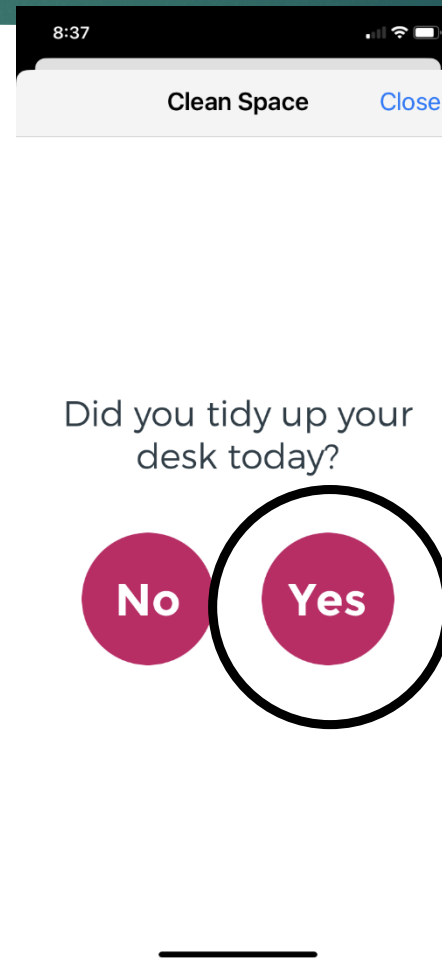 8:37
Clean Space Close
Did you tidy up your
desk today?
No Yes